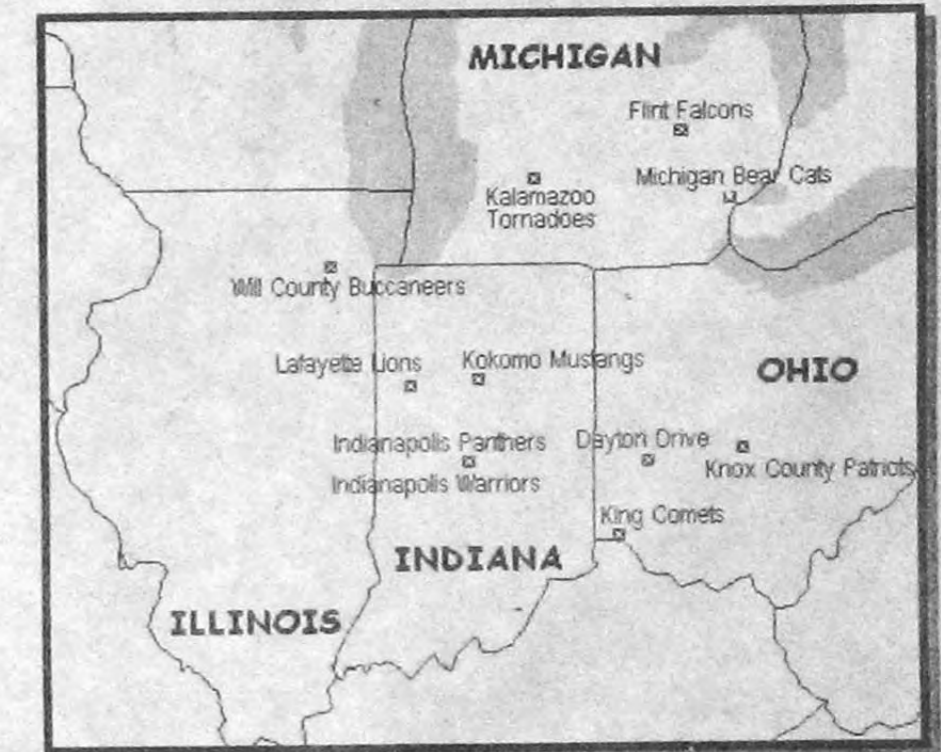 MICHIGAN
Flint Falcons
Michigan Bear Cats
Kalamazoo
Tornadoes
Will County Buccaneers
Lafayette Lions
Kokomo Mustangs
OHIO
Indianapolis Panthers
Dayton Drive
Knox County Patriots
Indianapolis Warriors
King Comets
INDIANA
ILLINOIS